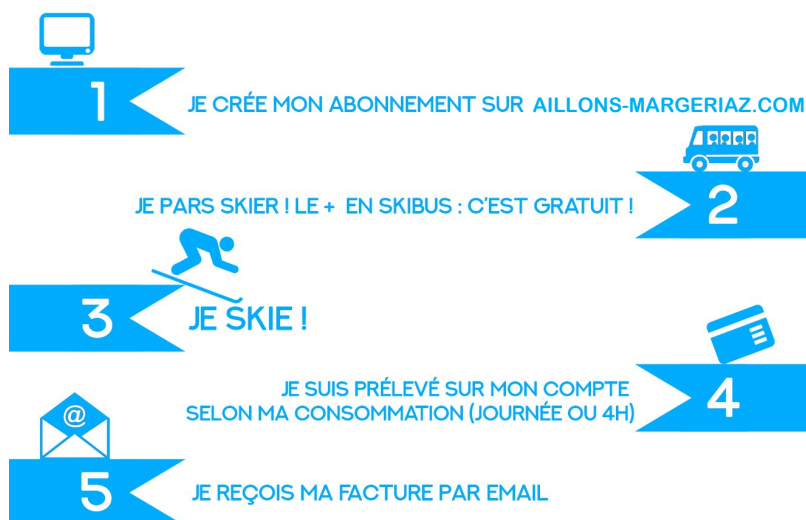 1
JE CRÉE MON ABONNEMENT SUR AILLONS-MARGERIAZ.COM
JE PARS SKIER ! LE + EN SKIBUS : C'EST GRATUIT !
2
3
JE SKIE !
JE SUIS PRÉLEVÉ SUR MON COMPTE
SELON MA CONSOMMATION (JOURNÉE OU 4H)
4
@
5
JE REÇOIS MA FACTURE PAR EMAIL